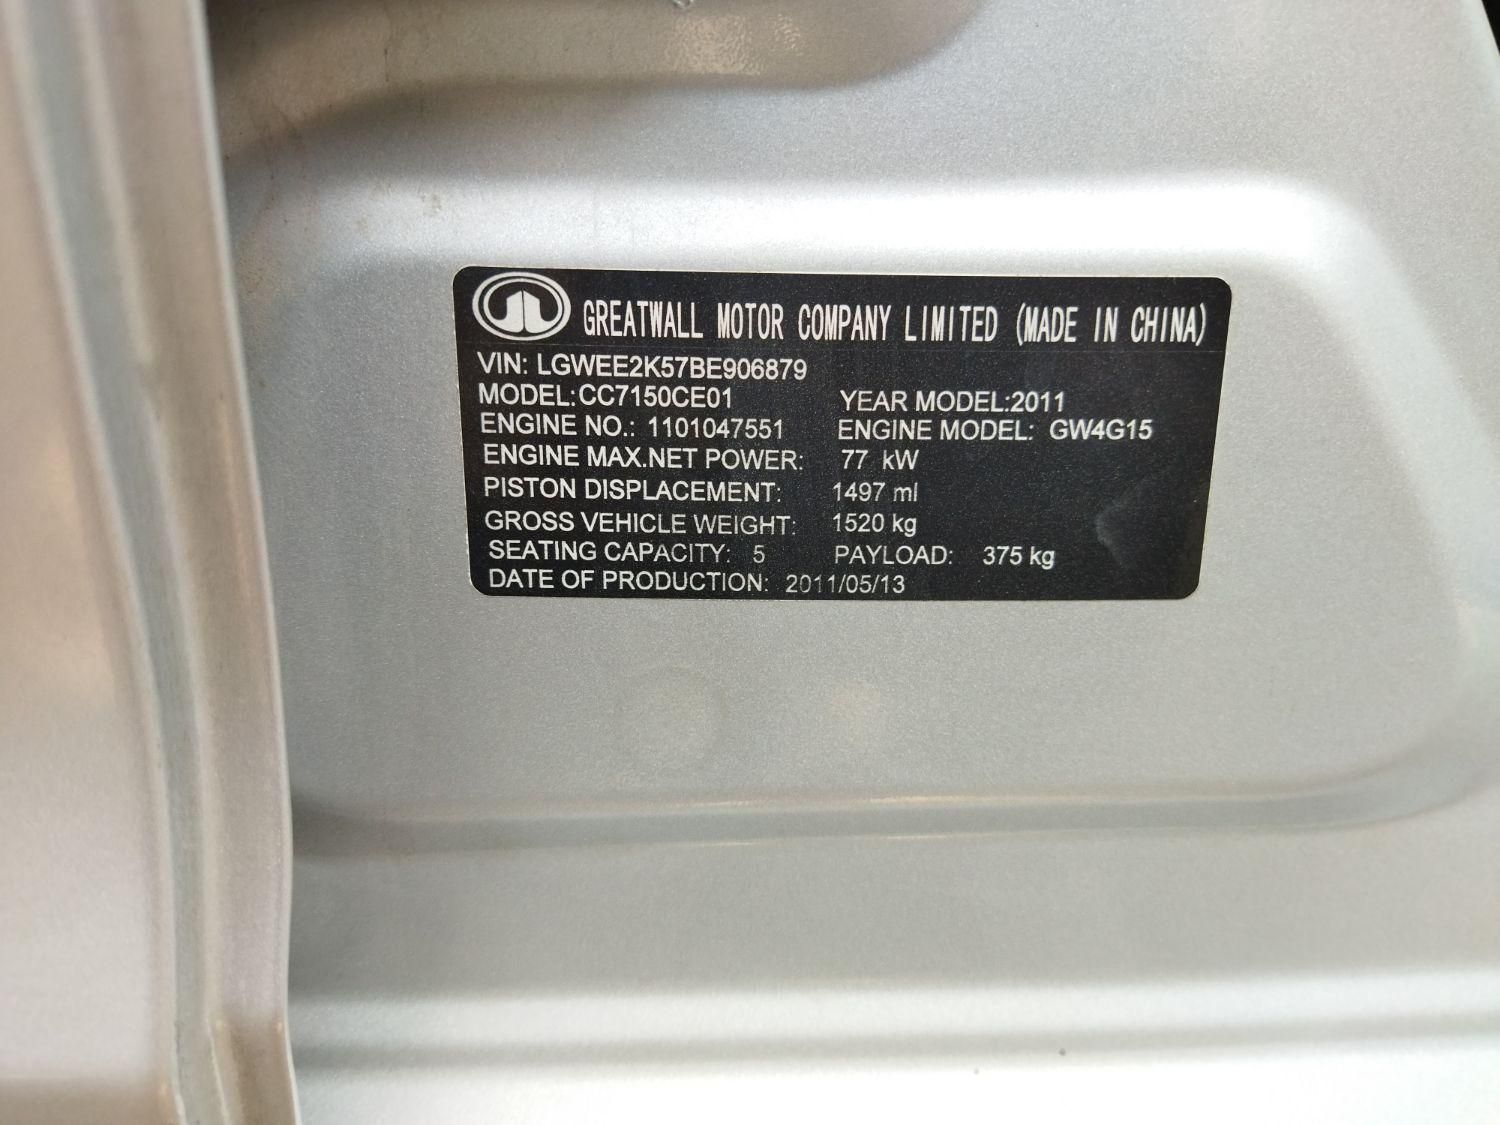 GREATWALL MOTOR COMPANY LIMITED (MADE IN CHINA)
VIN: LGWEE2K57BE906879
MODEL:CC7150CE01 YEAR MODEL:2011
ENGINE NO.: 1101047551 ENGINE MODEL: GW4G15
ENGINE MAX.NET POWER: 77 kW
PISTON DISPLACEMENT: 1497 ml
GROSS VEHICLE WEIGHT: 1520 kg
SEATING CAPACITY: 5 PAYLOAD: 375 kg
DATE OF PRODUCTION: 2011/05/13